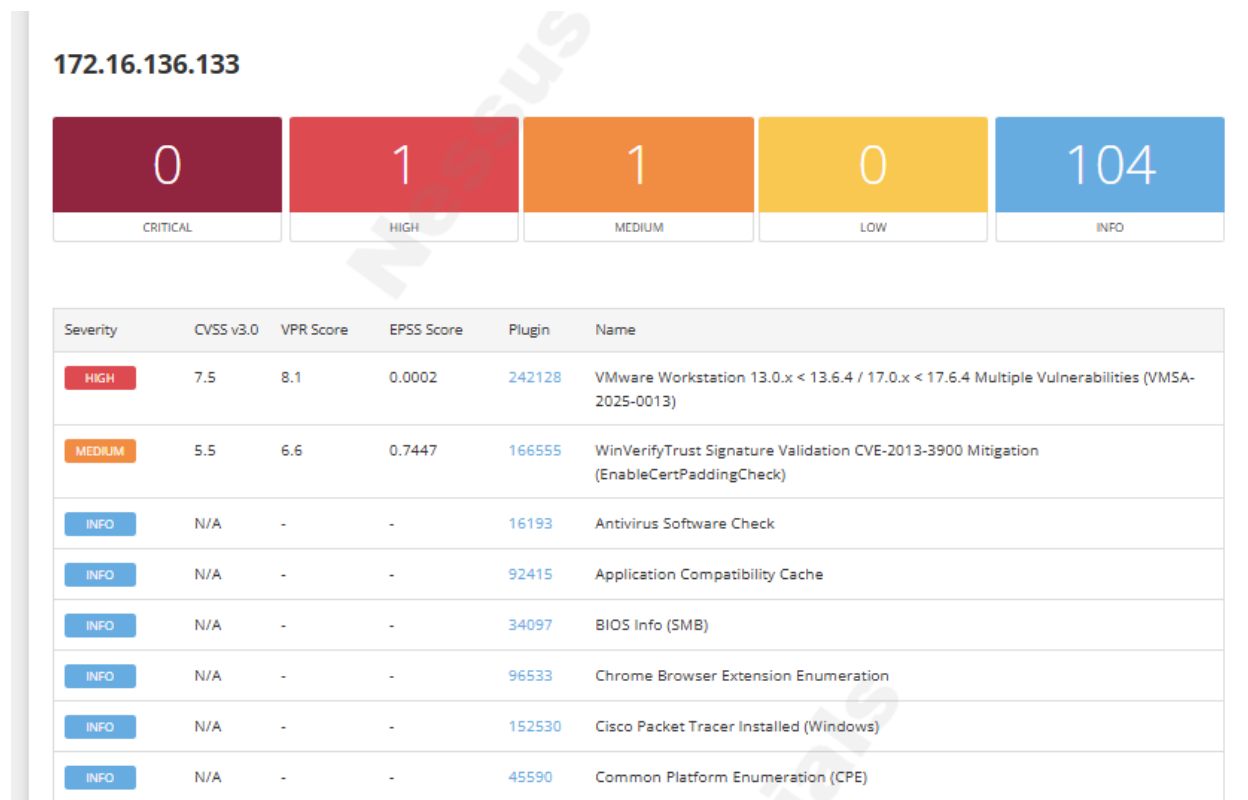 172.16.136.133
0 1 1 0 104
CRITICAL HIGH MEDIUM LOW INFO
Severity CVSS v3.0 VPR Score EPSS Score Plugin Name
HIGH 7.5 8.1 0.0002 242128 VMware Workstation 13.0.x < 13.6.4 / 17.0.x < 17.6.4 Multiple Vulnerabilities (VMSA-
2025-0013)
MEDIUM 5.5 6.6 0.7447 166555 WinVerifyTrust Signature Validation CVE-2013-3900 Mitigation
(EnableCertPaddingCheck)
INFO N/A - - 16193 Antivirus Software Check
INFO N/A - - 92415 Application Compatibility Cache
INFO N/A - - 34097 BIOS Info (SMB)
INFO N/A - - 96533 Chrome Browser Extension Enumeration
INFO N/A - - 152530 Cisco Packet Tracer Installed (Windows)
INFO N/A - - 45590 Common Platform Enumeration (CPE)
Nessus
ials